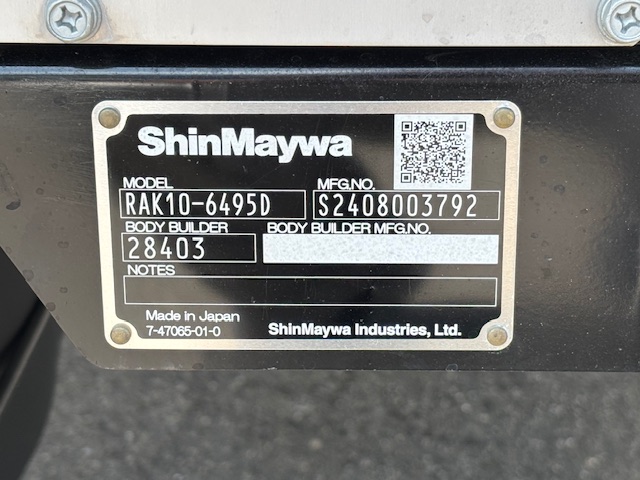 ShinMaywa
MODEL MFG.NO.
RAK10-6495D S2408003792
BODY BUILDER BODY BUILDER MFG.NO.
28403
NOTES
Made in Japan
7-47065-01-0 ShinMaywa Industries, Ltd.